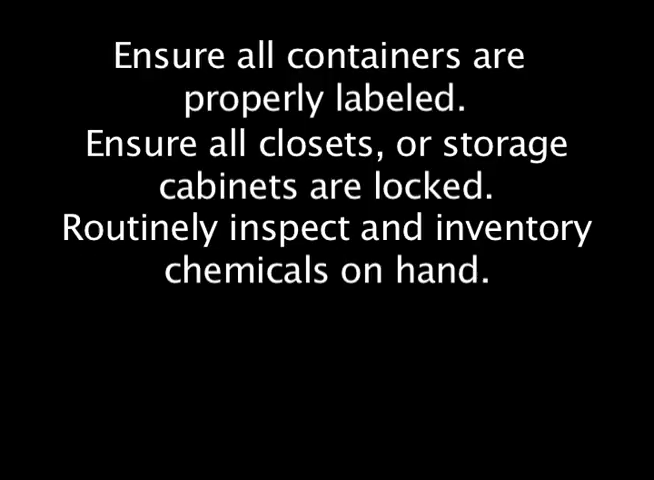 Ensure all containers are
properly labeled.
Ensure all closets, or storage
cabinets are locked.
Routinely inspect and inventory
chemicals on hand.